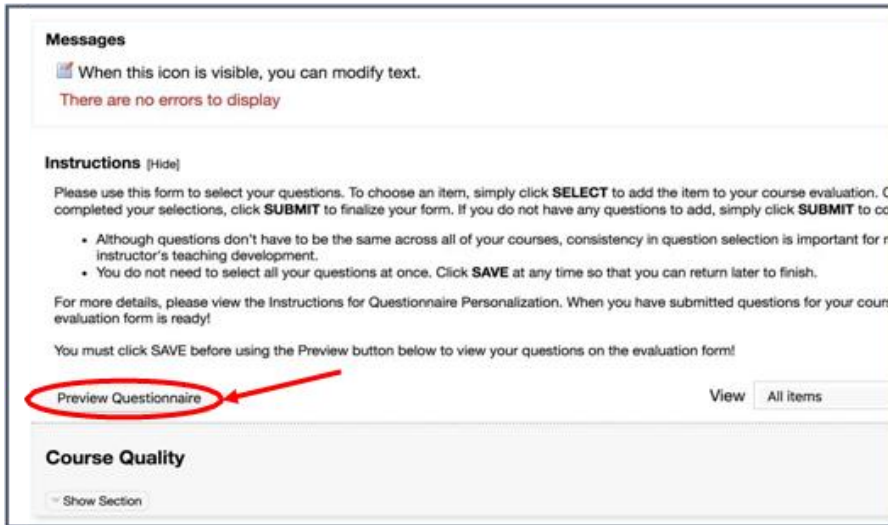 Messages
When this icon is visible, you can modify text.
There are no errors to display
Instructions [Hide]
Please use this form to select your questions. To choose an item, simply click SELECT to add the item to your course evaluation.
completed your selections, click SUBMIT to finalize your form. If you do not have any questions to add, simply click SUBMIT to
• Although questions don't have to be the same across all of your courses, consistency in question selection is important for
instructor's teaching development.
• You do not need to select all your questions at once. Click SAVE at any time so that you can return later to finish.
For more details, please view the Instructions for Questionnaire Personalization. When you have submitted questions for your
evaluation form is ready!
You must click SAVE before using the Preview button below to view your questions on the evaluation form!
Preview Questionnaire
View All items
Course Quality
Show Section